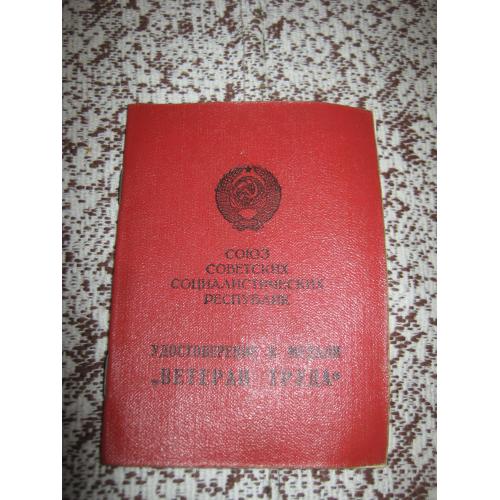 СОЮЗ
СОВЕТСКИХ
СОЦИАЛИСТИЧЕСКИХ
РЕСПУБЛИК
УДОСТОВЕРЕНИЕ К МЕДАЛИ
„ВЕТЕРАН ТРУДА“